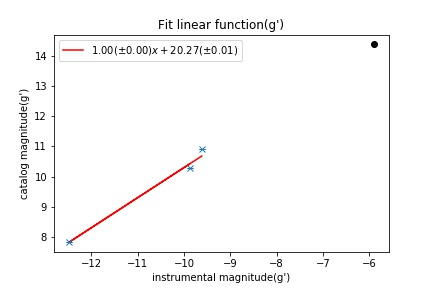 Fit linear function(g')
1.00(±0.00)x + 20.27(±0.01)
catalog magnitude(g')
14
13
12
11
10
9
8
−12 −11 −10 −9 −8 −7 −6
instrumental magnitude(g')